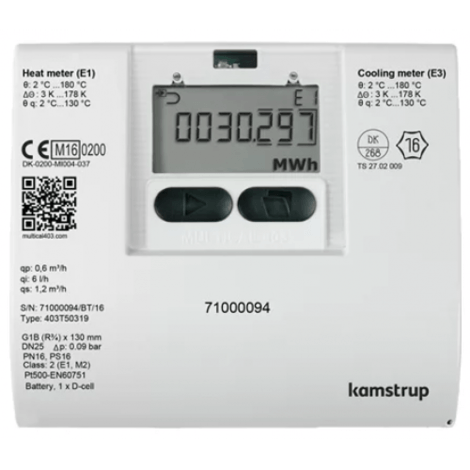 Heat meter (E1)
θ: 2 °C ...180 °C
ΔΘ : 3 K ...178 K
θ q: 2 °C...130 °C
Cooling meter (E3)
θ: 2 °C ...180 °C
ΔΘ : 3 K ...178 K
θ q: 2 °C...130 °C
E1
0030.297
MWh
CE M16 0200
DK-0200-MI004-037
DK
268
16
TS 27.02 009
multical403.com
qp: 0,6 m³/h
qi: 6 l/h
qs: 1,2 m³/h
S/N: 71000094/BT/16
Type: 403T50319
71000094
G1B (R¾) x 130 mm
DN25 Δp: 0.09 bar
PN16, PS16
Class: 2 (E1, M2)
Pt500-EN60751
Battery, 1 x D-cell
kamstrup